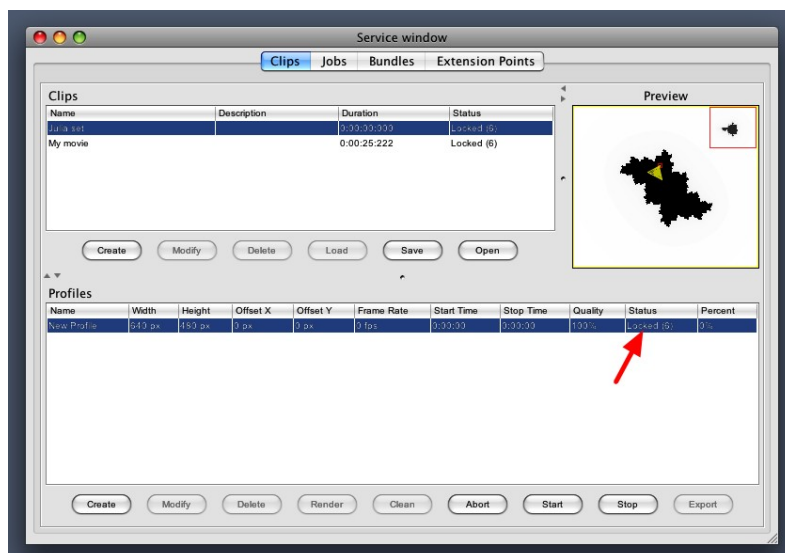 Service window
Clips Jobs Bundles Extension Points
Clips
Preview
Name Description Duration Status
Julia set 0:00:00:000 Locked (6)
My movie 0:00:25:222 Locked (6)
Create Modify Delete Load Save Open
Profiles
Name Width Height Offset X Offset Y Frame Rate Start Time Stop Time Quality Status Percent
New Profile 640 px 480 px 0 px 0 px 0 fps 0:00:00 0:00:00 100% Locked (6) 0%
Create Modify Delete Render Clean Abort Start Stop Export